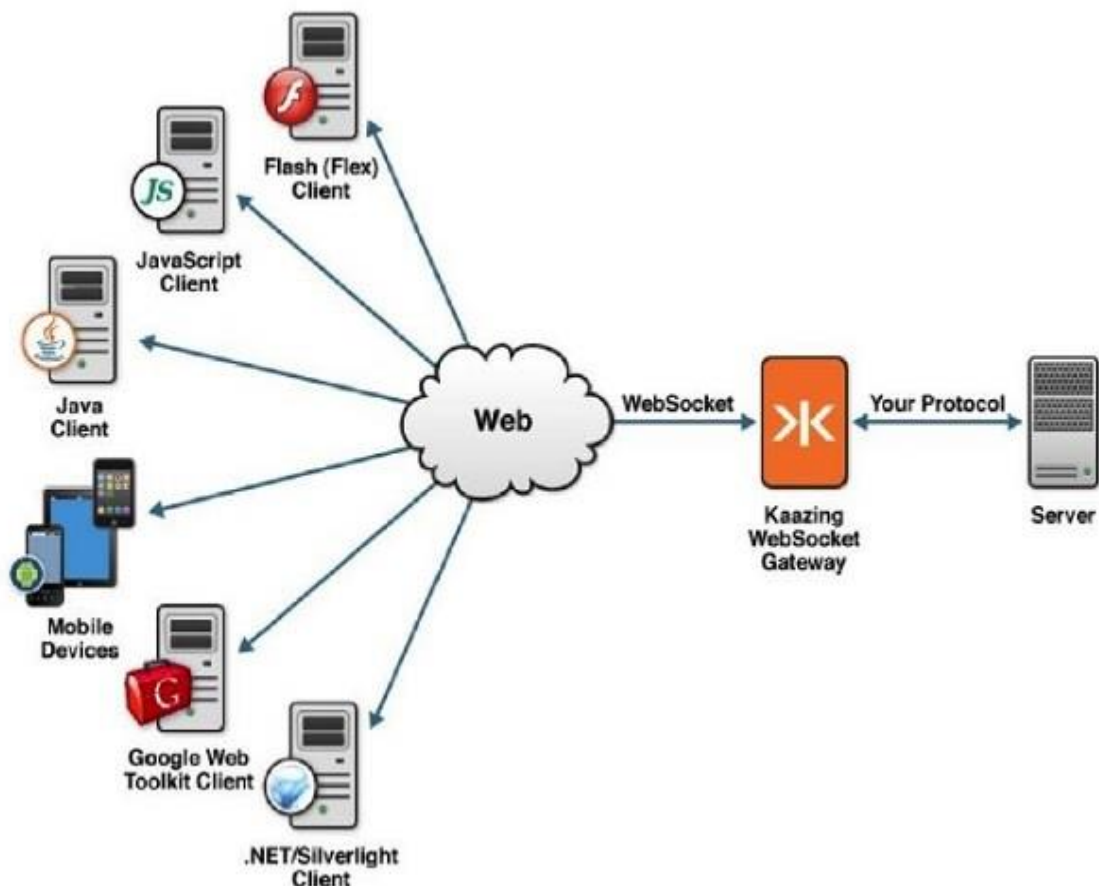 Flash (Flex)
Client
JS
JavaScript
Client
Java
Client
Web
WebSocket
Your Protocol
Kaazing
WebSocket
Gateway
Server
Mobile
Devices
G
Google Web
Toolkit Client
.NET/Silverlight
Client